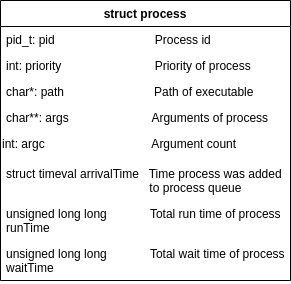 struct process
pid_t: pid Process id
int: priority Priority of process
char*: path Path of executable
char**: args Arguments of process
int: argc Argument count
struct timeval arrivalTime Time process was added
to process queue
unsigned long long Total run time of process
runTime
unsigned long long Total wait time of process
waitTime